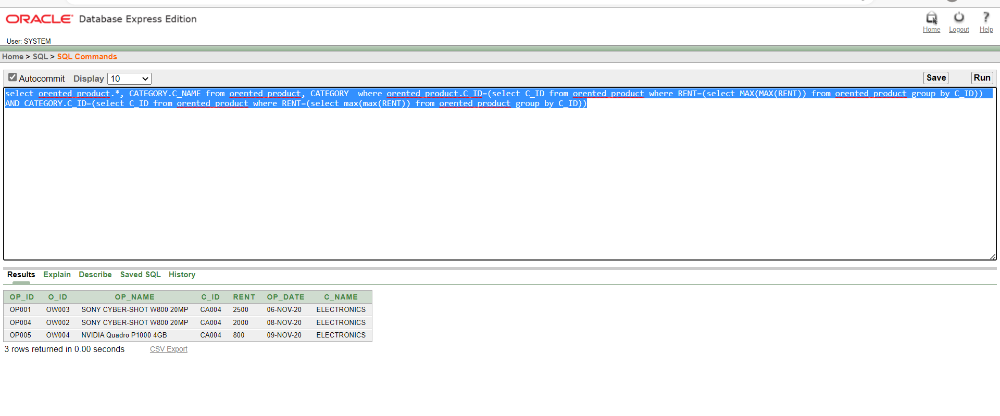 ORACLE Database Express Edition
Home Logout Help
User: SYSTEM
Home > SQL > SQL Commands
Autocommit Display 10 Save Run
select orented_product.*, CATEGORY.C_NAME from orented_product, CATEGORY  where orented_product.C_ID=(select C_ID from orented_product where RENT=(select MAX(MAX(RENT)) from orented_product group by C_ID))
AND CATEGORY.C_ID=(select C_ID from orented_product where RENT=(select max(max(RENT)) from orented_product group by C_ID))
Results Explain Describe Saved SQL History
OP_ID O_ID OP_NAME C_ID RENT OP_DATE C_NAME
OP001 OW003 SONY CYBER-SHOT W800 20MP CA004 2500 06-NOV-20 ELECTRONICS
OP004 OW002 SONY CYBER-SHOT W800 20MP CA004 2000 08-NOV-20 ELECTRONICS
OP005 OW004 NVIDIA Quadro P1000 4GB CA004 800 09-NOV-20 ELECTRONICS
3 rows returned in 0.00 seconds CSV Export